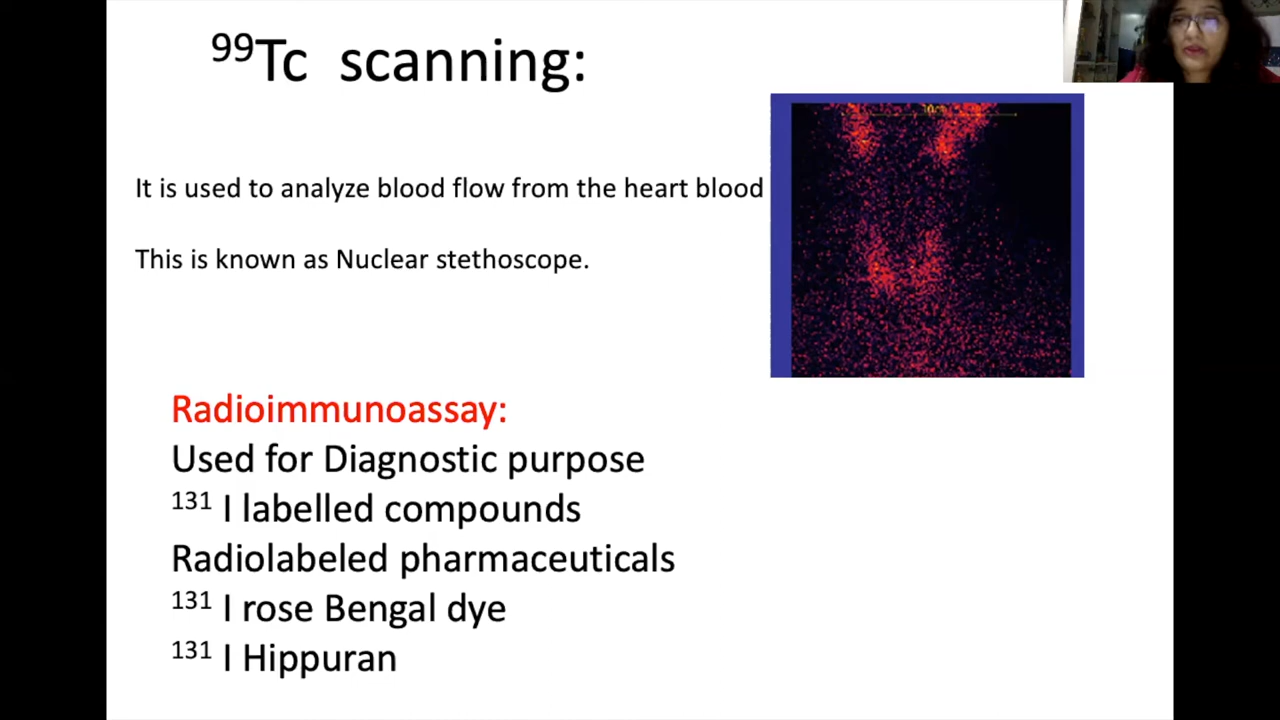 99Tc scanning:
It is used to analyze blood flow from the heart blood
This is known as Nuclear stethoscope.
Radioimmunoassay:
Used for Diagnostic purpose
131 I labelled compounds
Radiolabeled pharmaceuticals
131 I rose Bengal dye
131 I Hippuran